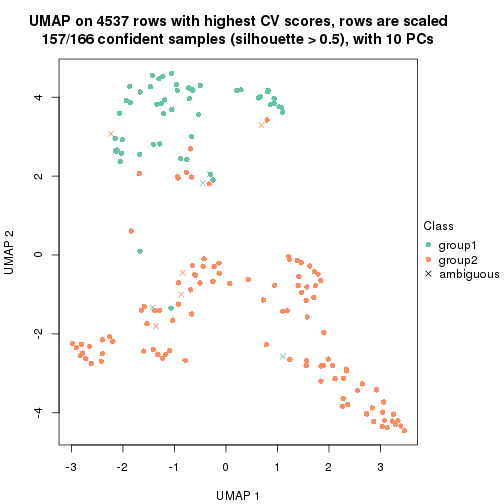 UMAP on 4537 rows with highest CV scores, rows are scaled
157/166 confident samples (silhouette > 0.5), with 10 PCs
4
2
0
-2
-4
UMAP 2
-3 -2 -1 0 1 2 3
UMAP 1
Class
group1
group2
ambiguous